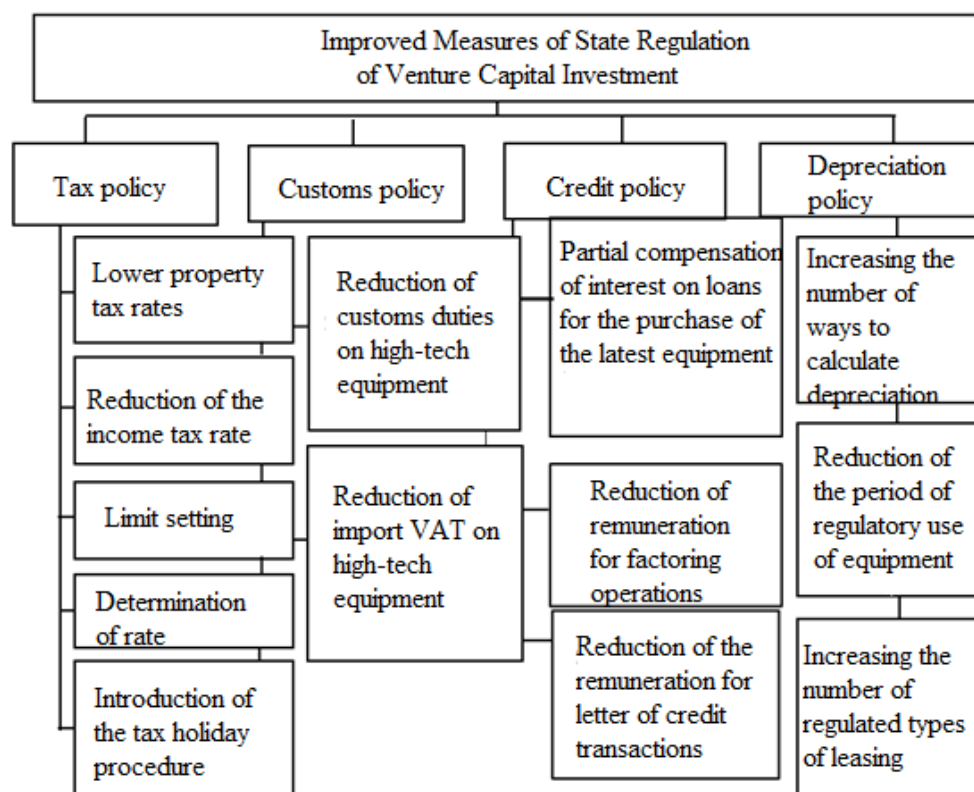 Improved Measures of State Regulation
of Venture Capital Investment
Tax policy
Customs policy
Credit policy
Depreciation
policy
Lower property
tax rates
Reduction of the
income tax rate
Limit setting
Determination
of rate
Introduction of
the tax holiday
procedure
Reduction of
customs duties
on high-tech
equipment
Reduction of
import VAT on
high-tech
equipment
Partial compensation
of interest on loans
for the purchase of
the latest equipment
Reduction of
remuneration
for factoring
operations
Reduction of the
remuneration for
letter of credit
transactions
Increasing the
number of
ways to
calculate
depreciation
Reduction of
the period of
regulatory use
of equipment
Increasing the
number of
regulated types
of leasing